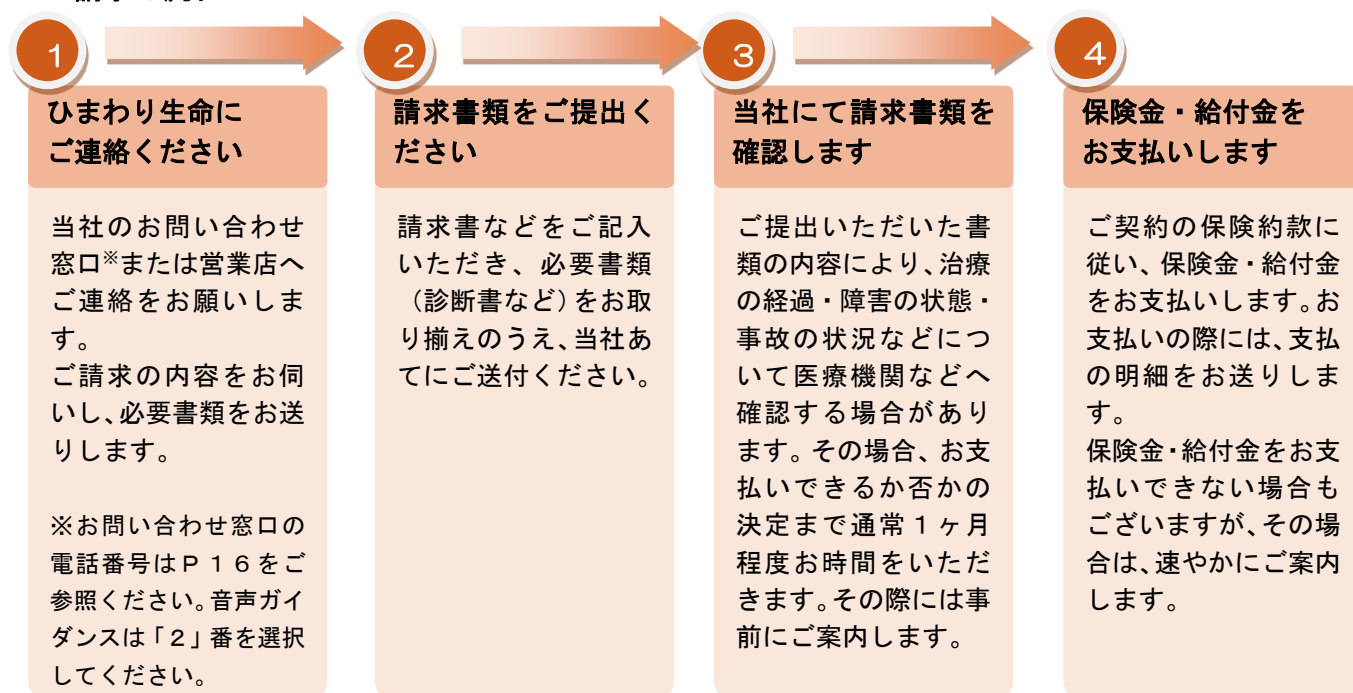 1
ひまわり生命に
ご連絡ください
当社のお問い合わせ
窓口※または営業店へ
ご連絡をお願いしま
す。
ご請求の内容をお伺
いし、必要書類をお送
りします。
※お問い合わせ窓口の
電話番号はP16をご
参照ください。音声ガイ
ダンスは「2」番を選択
してください。
2
請求書類をご提出く
ださい
請求書などをご記入
いただき、必要書類
(診断書など)をお取
り揃えのうえ、当社あ
てにご送付ください。
3
当社にて請求書類を
確認します
ご提出いただいた書
類の内容により、治療
の経過・障害の状態・
事故の状況などにつ
いて医療機関などへ
確認する場合があり
ます。その場合、お支
払いできるか否かの
決定まで通常1ヶ月
程度お時間をいただ
きます。その際には事
前にご案内します。
4
保険金・給付金を
お支払いします
ご契約の保険約款に
従い、保険金・給付金
をお支払いします。お
支払いの際には、支払
の明細をお送りしま
す。
保険金・給付金をお支
払いできない場合も
ございますが、その場
合は、速やかにご案内
します。